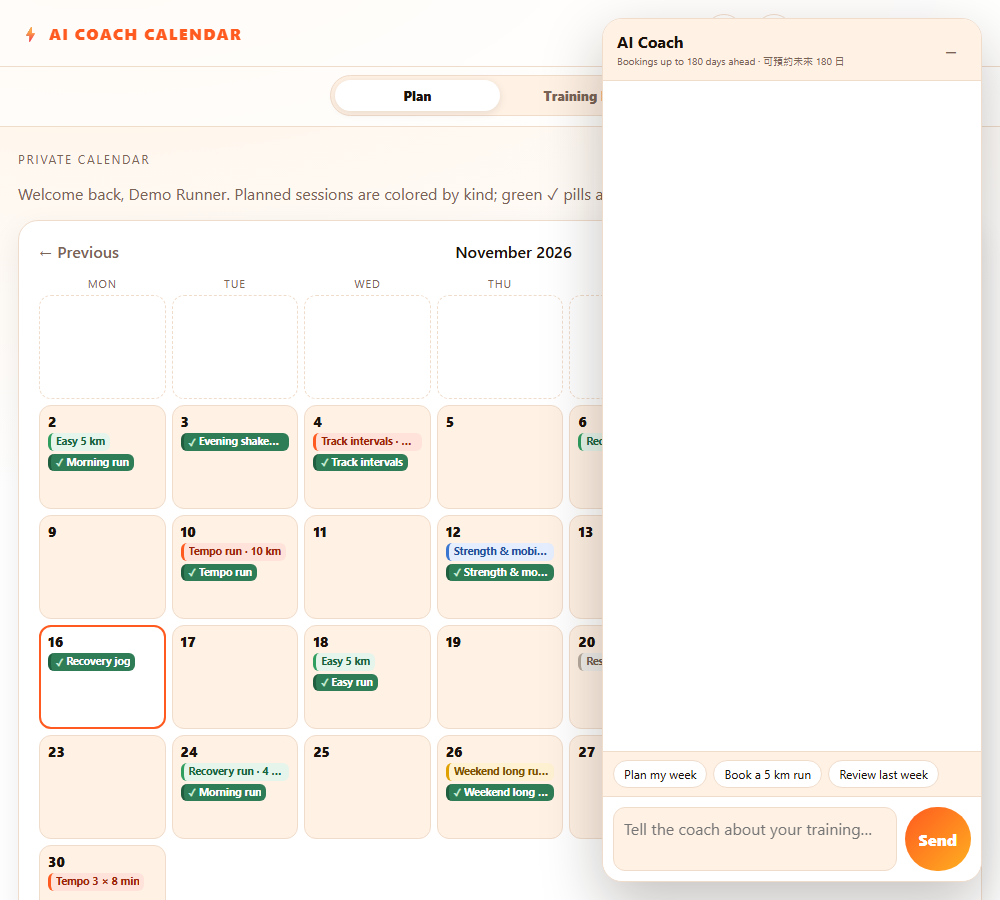 AI COACH CALENDAR
Plan
Training
PRIVATE CALENDAR
Welcome back, Demo Runner. Planned sessions are colored by kind; green ✓ pills a
← Previous
November 2026
MON TUE WED THU
2
Easy 5 km
✓ Morning run
3
✓ Evening shake...
4
Track intervals · ...
✓ Track intervals
5
6
Rec
9
10
Tempo run · 10 km
✓ Tempo run
11
12
Strength & mobi...
✓ Strength & mo...
13
16
✓ Recovery jog
17
18
Easy 5 km
✓ Easy run
19
20
Res
23
24
Recovery run · 4 ...
✓ Morning run
25
26
Weekend long ru...
✓ Weekend long ...
27
30
Tempo 3 × 8 min
AI Coach
Bookings up to 180 days ahead · 可預約未來 180 日
Plan my week
Book a 5 km run
Review last week
Tell the coach about your training...
Send